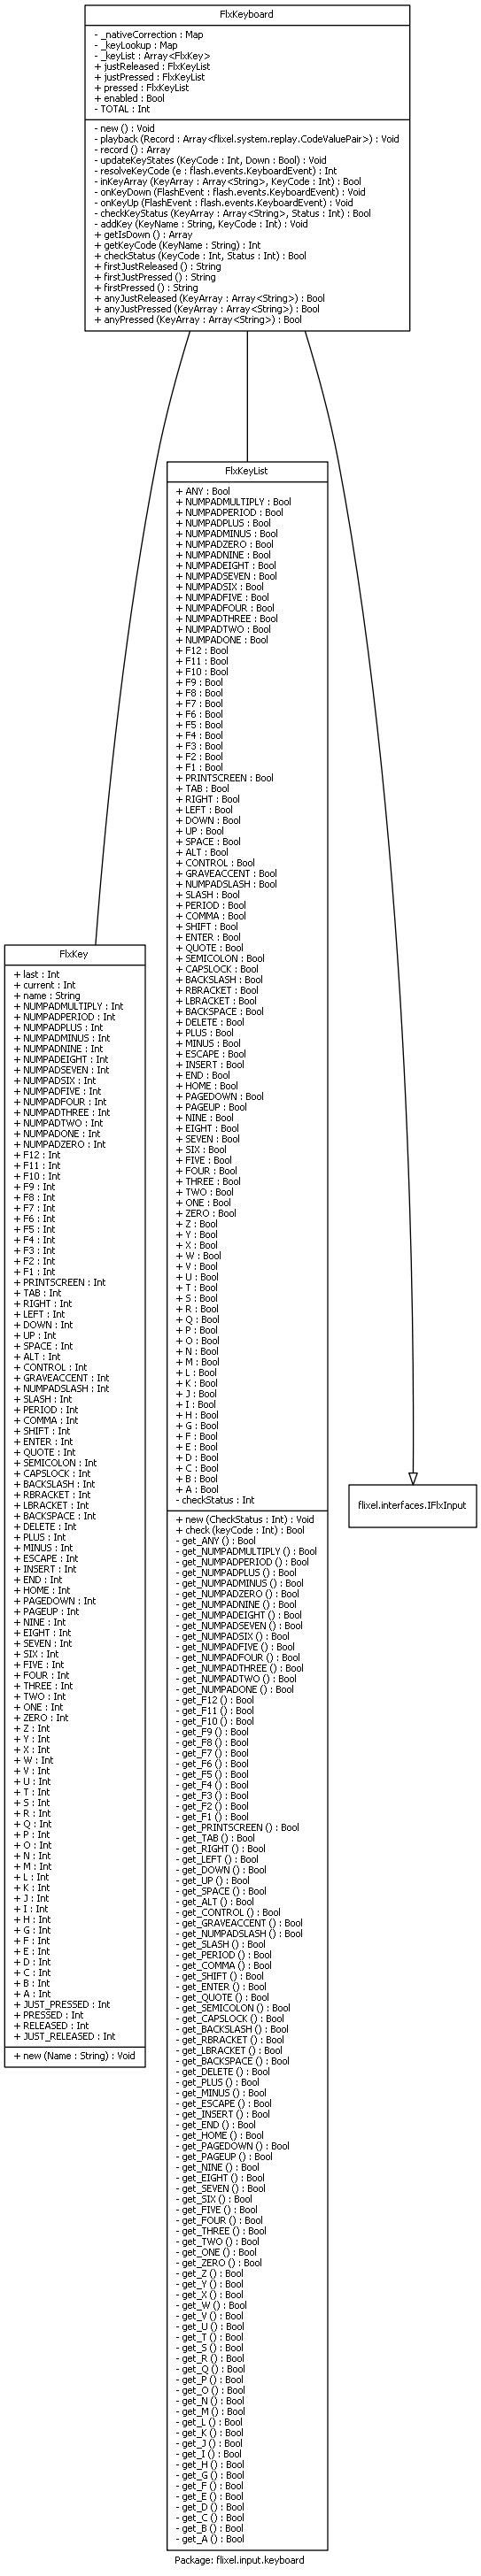 FlxKeyboard
- _nativeCorrection : Map
- _keyLookup : Map
- _keyList : Array<FlxKey>
+ justReleased : FlxKeyList
+ justPressed : FlxKeyList
+ pressed : FlxKeyList
+ enabled : Bool
- TOTAL : Int
- new () : Void
- playback (Record : Array<flixel.system.replay.CodeValuePair>) : Void
- record () : Array
- updateKeyStates (KeyCode : Int, Down : Bool) : Void
- resolveKeyCode (e : flash.events.KeyboardEvent) : Int
- inKeyArray (KeyArray : Array<String>, KeyCode : Int) : Bool
- onKeyDown (FlashEvent : flash.events.KeyboardEvent) : Void
- onKeyUp (FlashEvent : flash.events.KeyboardEvent) : Void
- checkKeyStatus (KeyArray : Array<String>, Status : Int) : Bool
- addKey (KeyName : String, KeyCode : Int) : Void
+ getIsDown () : Array
+ getKeyCode (KeyName : String) : Int
+ checkStatus (KeyCode : Int, Status : Int) : Bool
+ firstJustReleased () : String
+ firstJustPressed () : String
+ firstPressed () : String
+ anyJustReleased (KeyArray : Array<String>) : Bool
+ anyJustPressed (KeyArray : Array<String>) : Bool
+ anyPressed (KeyArray : Array<String>) : Bool
FlxKeyList
+ ANY : Bool
+ NUMPADMULTIPLY : Bool
+ NUMPADPERIOD : Bool
+ NUMPADPLUS : Bool
+ NUMPADMINUS : Bool
+ NUMPADZERO : Bool
+ NUMPADNINE : Bool
+ NUMPADEIGHT : Bool
+ NUMPADSEVEN : Bool
+ NUMPADSIX : Bool
+ NUMPADFIVE : Bool
+ NUMPADFOUR : Bool
+ NUMPADTHREE : Bool
+ NUMPADTWO : Bool
+ NUMPADONE : Bool
+ F12 : Bool
+ F11 : Bool
+ F10 : Bool
+ F9 : Bool
+ F8 : Bool
+ F7 : Bool
+ F6 : Bool
+ F5 : Bool
+ F4 : Bool
+ F3 : Bool
+ F2 : Bool
+ F1 : Bool
+ PRINTSCREEN : Bool
+ TAB : Bool
+ RIGHT : Bool
+ LEFT : Bool
+ DOWN : Bool
+ UP : Bool
+ SPACE : Bool
+ ALT : Bool
+ CONTROL : Bool
+ GRAVEACCENT : Bool
+ NUMPADSLASH : Bool
+ SLASH : Bool
+ PERIOD : Bool
+ COMMA : Bool
+ SHIFT : Bool
+ ENTER : Bool
+ QUOTE : Bool
+ SEMICOLON : Bool
+ CAPSLOCK : Bool
+ BACKSLASH : Bool
+ RBRACKET : Bool
+ LBRACKET : Bool
+ BACKSPACE : Bool
+ DELETE : Bool
+ PLUS : Bool
+ MINUS : Bool
+ ESCAPE : Bool
+ INSERT : Bool
+ END : Bool
+ HOME : Bool
+ PAGEDOWN : Bool
+ PAGEUP : Bool
+ NINE : Bool
+ EIGHT : Bool
+ SEVEN : Bool
+ SIX : Bool
+ FIVE : Bool
+ FOUR : Bool
+ THREE : Bool
+ TWO : Bool
+ ONE : Bool
+ ZERO : Bool
+ Z : Bool
+ Y : Bool
+ X : Bool
+ W : Bool
+ V : Bool
+ U : Bool
+ T : Bool
+ S : Bool
+ R : Bool
+ Q : Bool
+ P : Bool
+ O : Bool
+ N : Bool
+ M : Bool
+ L : Bool
+ K : Bool
+ J : Bool
+ I : Bool
+ H : Bool
+ G : Bool
+ F : Bool
+ E : Bool
+ D : Bool
+ C : Bool
+ B : Bool
+ A : Bool
- checkStatus : Int
+ new (CheckStatus : Int) : Void
+ check (keyCode : Int) : Bool
- get_ANY () : Bool
- get_NUMPADMULTIPLY () : Bool
- get_NUMPADPERIOD () : Bool
- get_NUMPADPLUS () : Bool
- get_NUMPADMINUS () : Bool
- get_NUMPADZERO () : Bool
- get_NUMPADNINE () : Bool
- get_NUMPADEIGHT () : Bool
- get_NUMPADSEVEN () : Bool
- get_NUMPADSIX () : Bool
- get_NUMPADFIVE () : Bool
- get_NUMPADFOUR () : Bool
- get_NUMPADTHREE () : Bool
- get_NUMPADTWO () : Bool
- get_NUMPADONE () : Bool
- get_F12 () : Bool
- get_F11 () : Bool
- get_F10 () : Bool
- get_F9 () : Bool
- get_F8 () : Bool
- get_F7 () : Bool
- get_F6 () : Bool
- get_F5 () : Bool
- get_F4 () : Bool
- get_F3 () : Bool
- get_F2 () : Bool
- get_F1 () : Bool
- get_PRINTSCREEN () : Bool
- get_TAB () : Bool
- get_RIGHT () : Bool
- get_LEFT () : Bool
- get_DOWN () : Bool
- get_UP () : Bool
- get_SPACE () : Bool
- get_ALT () : Bool
- get_CONTROL () : Bool
- get_GRAVEACCENT () : Bool
- get_NUMPADSLASH () : Bool
- get_SLASH () : Bool
- get_PERIOD () : Bool
- get_COMMA () : Bool
- get_SHIFT () : Bool
- get_ENTER () : Bool
- get_QUOTE () : Bool
- get_SEMICOLON () : Bool
- get_CAPSLOCK () : Bool
- get_BACKSLASH () : Bool
- get_RBRACKET () : Bool
- get_LBRACKET () : Bool
- get_BACKSPACE () : Bool
- get_DELETE () : Bool
- get_PLUS () : Bool
- get_MINUS () : Bool
- get_ESCAPE () : Bool
- get_INSERT () : Bool
- get_END () : Bool
- get_HOME () : Bool
- get_PAGEDOWN () : Bool
- get_PAGEUP () : Bool
- get_NINE () : Bool
- get_EIGHT () : Bool
- get_SEVEN () : Bool
- get_SIX () : Bool
- get_FIVE () : Bool
- get_FOUR () : Bool
- get_THREE () : Bool
- get_TWO () : Bool
- get_ONE () : Bool
- get_ZERO () : Bool
- get_Z () : Bool
- get_Y () : Bool
- get_X () : Bool
- get_W () : Bool
- get_V () : Bool
- get_U () : Bool
- get_T () : Bool
- get_S () : Bool
- get_R () : Bool
- get_Q () : Bool
- get_P () : Bool
- get_O () : Bool
- get_N () : Bool
- get_M () : Bool
- get_L () : Bool
- get_K () : Bool
- get_J () : Bool
- get_I () : Bool
- get_H () : Bool
- get_G () : Bool
- get_F () : Bool
- get_E () : Bool
- get_D () : Bool
- get_C () : Bool
- get_B () : Bool
- get_A () : Bool
FlxKey
+ last : Int
+ current : Int
+ name : String
+ NUMPADMULTIPLY : Int
+ NUMPADPERIOD : Int
+ NUMPADPLUS : Int
+ NUMPADMINUS : Int
+ NUMPADNINE : Int
+ NUMPADEIGHT : Int
+ NUMPADSEVEN : Int
+ NUMPADSIX : Int
+ NUMPADFIVE : Int
+ NUMPADFOUR : Int
+ NUMPADTHREE : Int
+ NUMPADTWO : Int
+ NUMPADONE : Int
+ NUMPADZERO : Int
+ F12 : Int
+ F11 : Int
+ F10 : Int
+ F9 : Int
+ F8 : Int
+ F7 : Int
+ F6 : Int
+ F5 : Int
+ F4 : Int
+ F3 : Int
+ F2 : Int
+ F1 : Int
+ PRINTSCREEN : Int
+ TAB : Int
+ RIGHT : Int
+ LEFT : Int
+ DOWN : Int
+ UP : Int
+ SPACE : Int
+ ALT : Int
+ CONTROL : Int
+ GRAVEACCENT : Int
+ NUMPADSLASH : Int
+ SLASH : Int
+ PERIOD : Int
+ COMMA : Int
+ SHIFT : Int
+ ENTER : Int
+ QUOTE : Int
+ SEMICOLON : Int
+ CAPSLOCK : Int
+ BACKSLASH : Int
+ RBRACKET : Int
+ LBRACKET : Int
+ BACKSPACE : Int
+ DELETE : Int
+ PLUS : Int
+ MINUS : Int
+ ESCAPE : Int
+ INSERT : Int
+ END : Int
+ HOME : Int
+ PAGEDOWN : Int
+ PAGEUP : Int
+ NINE : Int
+ EIGHT : Int
+ SEVEN : Int
+ SIX : Int
+ FIVE : Int
+ FOUR : Int
+ THREE : Int
+ TWO : Int
+ ONE : Int
+ ZERO : Int
+ Z : Int
+ Y : Int
+ X : Int
+ W : Int
+ V : Int
+ U : Int
+ T : Int
+ S : Int
+ R : Int
+ Q : Int
+ P : Int
+ O : Int
+ N : Int
+ M : Int
+ L : Int
+ K : Int
+ J : Int
+ I : Int
+ H : Int
+ G : Int
+ F : Int
+ E : Int
+ D : Int
+ C : Int
+ B : Int
+ A : Int
+ JUST_PRESSED : Int
+ PRESSED : Int
+ RELEASED : Int
+ JUST_RELEASED : Int
+ new (Name : String) : Void
flixel.interfaces.IFlxInput
Package: flixel.input.keyboard